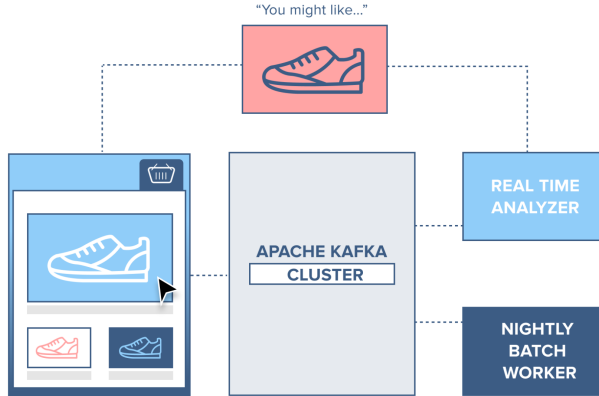 “You might like...”
APACHE KAFKA
CLUSTER
REAL TIME
ANALYZER
NIGHTLY
BATCH
WORKER